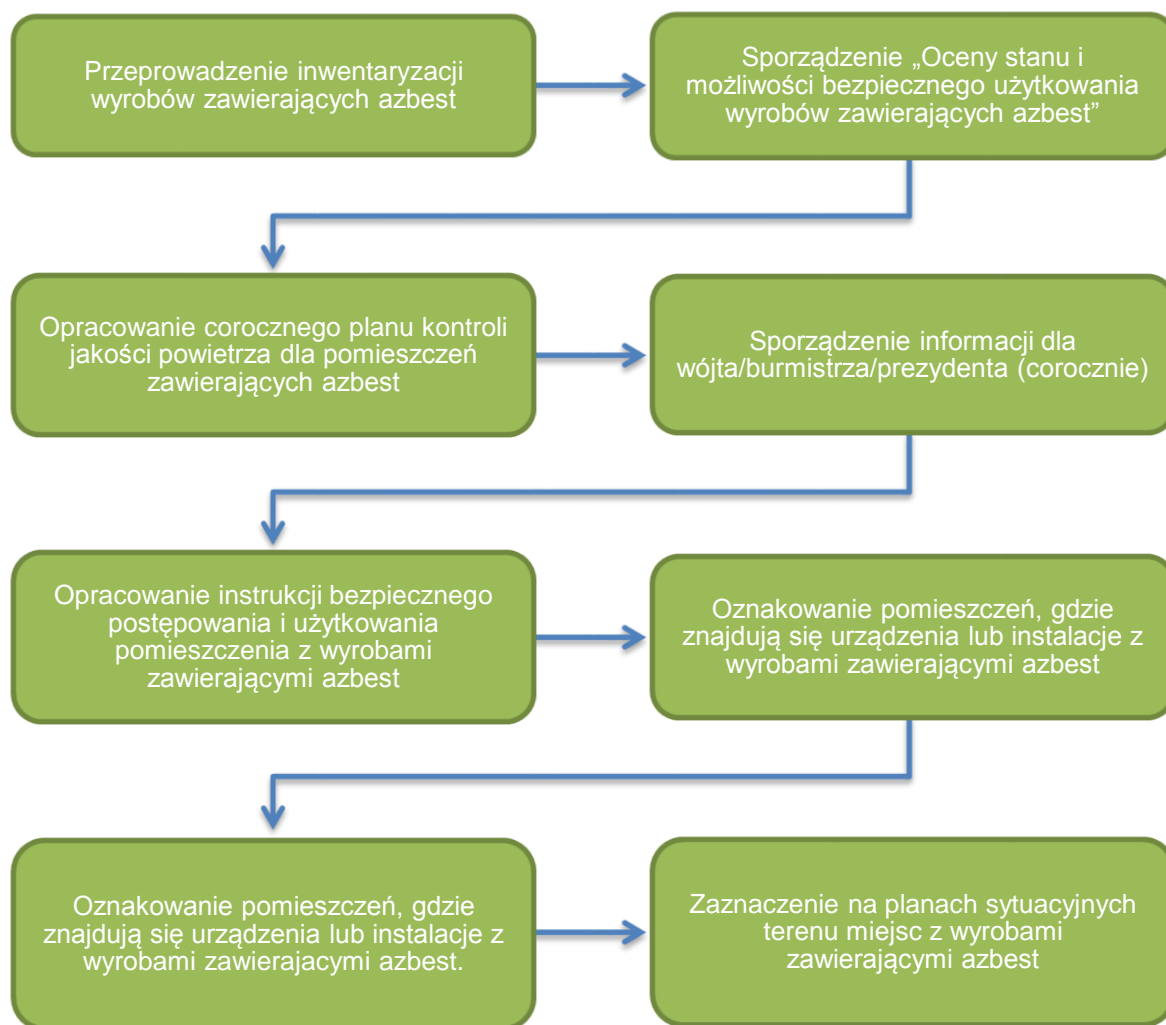 Przeprowadzenie inwentaryzacji
wyrobów zawierających azbest
Sporządzenie „Oceny stanu i
możliwości bezpiecznego użytkowania
wyrobów zawierających azbest”
Opracowanie corocznego planu kontroli
jakości powietrza dla pomieszczeń
zawierających azbest
Sporządzenie informacji dla
wójta/burmistrza/prezydenta (corocznie)
Opracowanie instrukcji bezpiecznego
postępowania i użytkowania
pomieszczenia z wyrobami
zawierającymi azbest
Oznakowanie pomieszczeń, gdzie
znajdują się urządzenia lub instalacje z
wyrobami zawierającymi azbest
Oznakowanie pomieszczeń, gdzie
znajdują się urządzenia lub instalacje z
wyrobami zawierajacymi azbest.
Zaznaczenie na planach sytuacyjnych
terenu miejsc z wyrobami
zawierającymi azbest